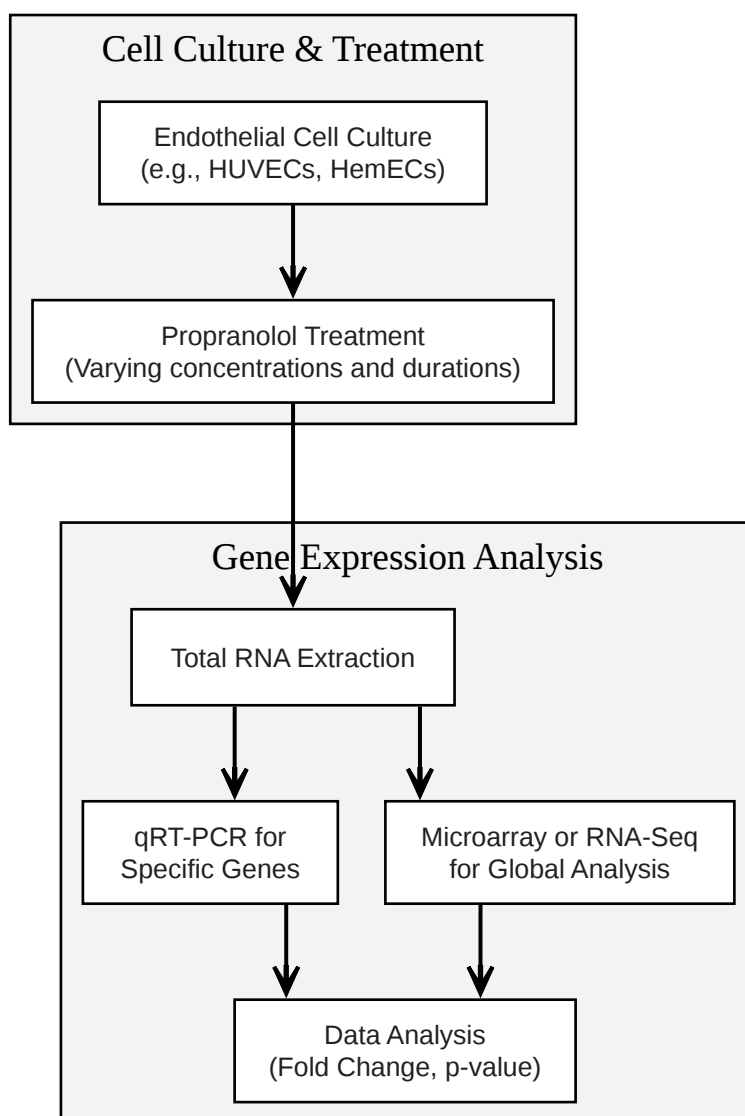 Cell Culture & Treatment
Endothelial Cell Culture
(e.g., HUVECs, HemECs)
Propranolol Treatment
(Varying concentrations and durations)
Gene Expression Analysis
Total RNA Extraction
qRT-PCR for
Specific Genes
Microarray or RNA-Seq
for Global Analysis
Data Analysis
(Fold Change, p-value)